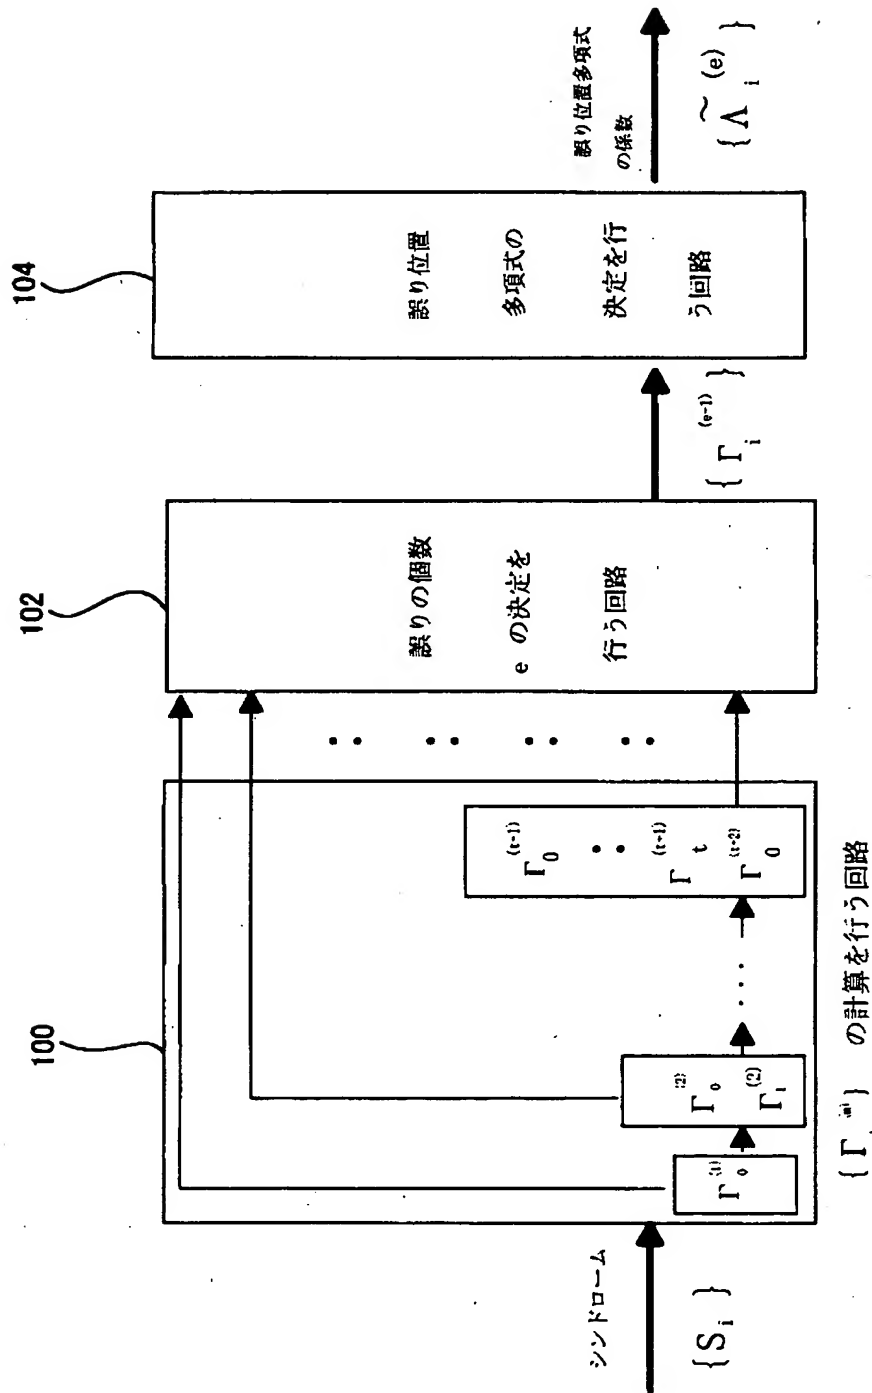 100
102
104
シンドローム
{S_i}
Γ_0^(1)
Γ_0^(2)
Γ_1^(2)
...
Γ_0^(t-1)
Γ_t^(t-1)
Γ_0^(t-2)
誤りの個数
e の決定を
行う回路
{Γ_i^(e-1)}
誤り位置
多項式の
決定を行
う回路
誤り位置多項式
の係数
{Λ̃_i^(e)}
の計算を行う回路